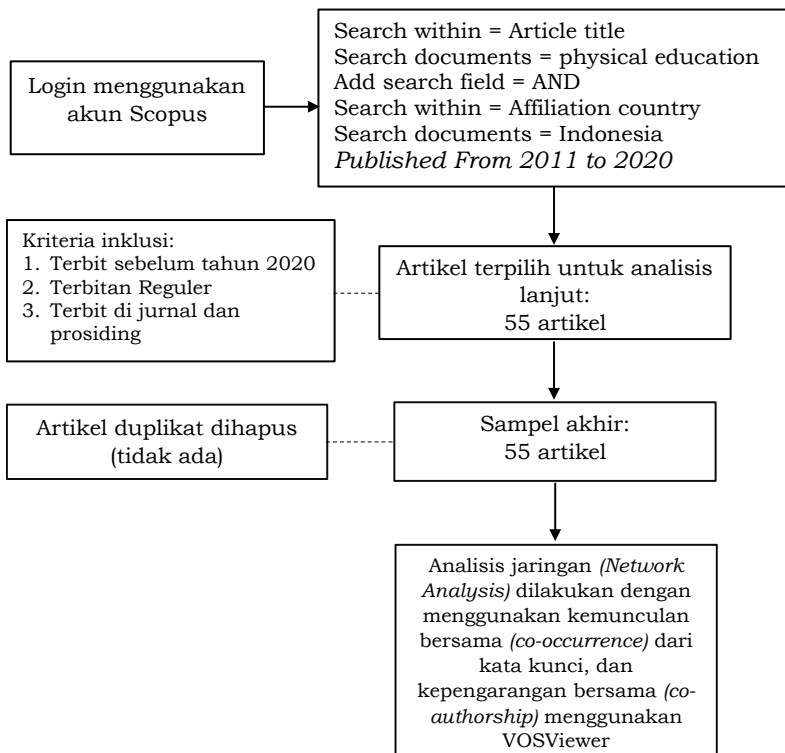 Login menggunakan
akun Scopus
Search within = Article title
Search documents = physical education
Add search field = AND
Search within = Affiliation country
Search documents = Indonesia
Published From 2011 to 2020
Kriteria inklusi:
1. Terbit sebelum tahun 2020
2. Terbitan Reguler
3. Terbit di jurnal dan
prosiding
Artikel terpilih untuk analisis
lanjut:
55 artikel
Artikel duplikat dihapus
(tidak ada)
Sampel akhir:
55 artikel
Analisis jaringan (Network
Analysis) dilakukan dengan
menggunakan kemunculan
bersama (co-occurrence) dari
kata kunci, dan
kepengarangan bersama (co-
authorship) menggunakan
VOSViewer